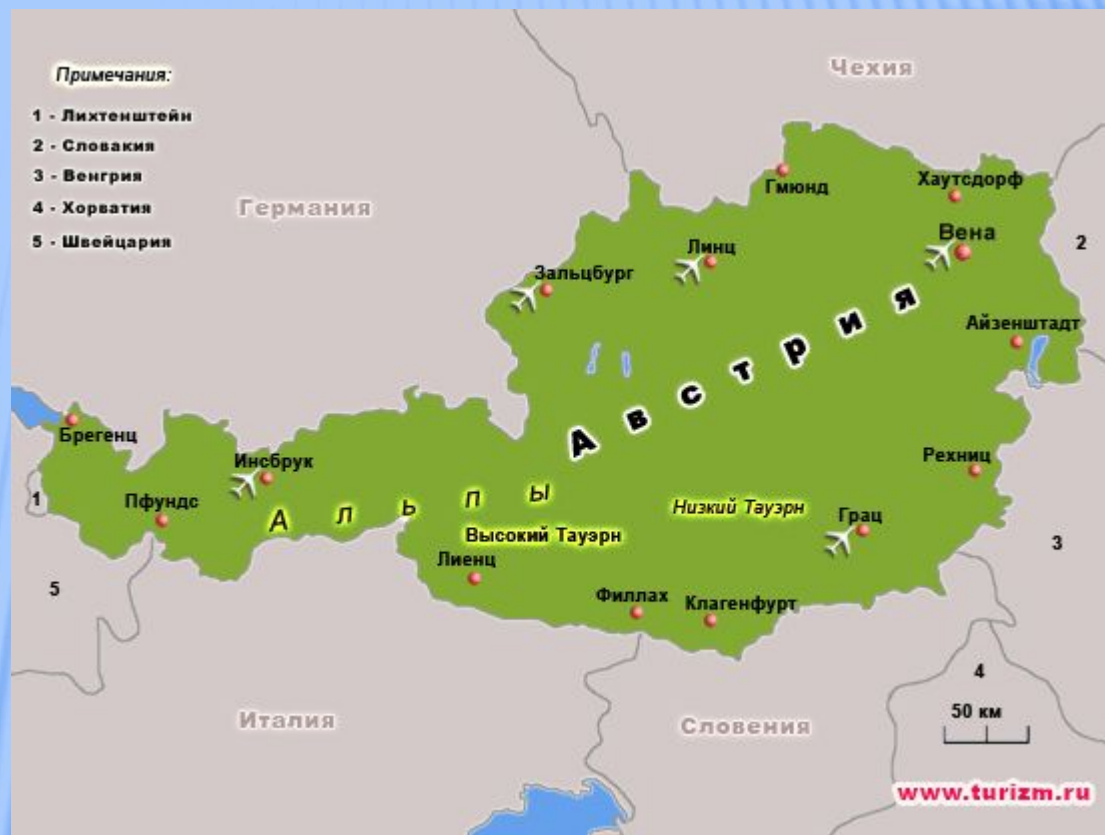 Примечания:
1 - Лихтенштейн
2 - Словакия
3 - Венгрия
4 - Хорватия
5 - Швейцария
Чехия
Германия
Гмюнд
Хаутсдорф
Вена
2
Линц
Зальцбург
Айзенштадт
Австрия
Брегенц
Инсбрук
Рехниц
1
Пфундс
АЛЬПЫ
Низкий Тауэрн
Высокий Тауэрн
Грац
3
Лиенц
5
Филлах
Клагенфурт
4
50 км
Италия
Словения
www.turizm.ru